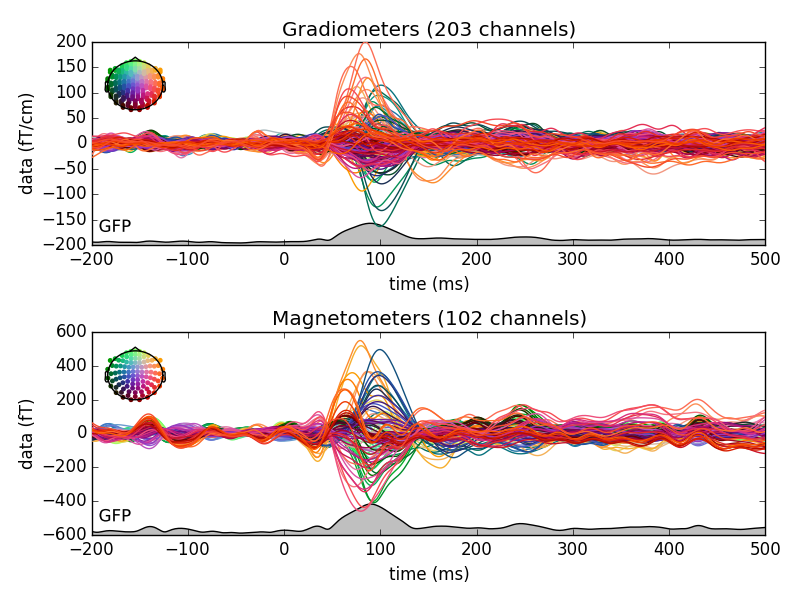 Gradiometers (203 channels)
200
150
100
50
0
−50
−100
−150
−200
data (fT/cm)
GFP
−200 −100 0 100 200 300 400 500
time (ms)
Magnetometers (102 channels)
600
400
200
0
−200
−400
−600
data (fT)
GFP
−200 −100 0 100 200 300 400 500
time (ms)